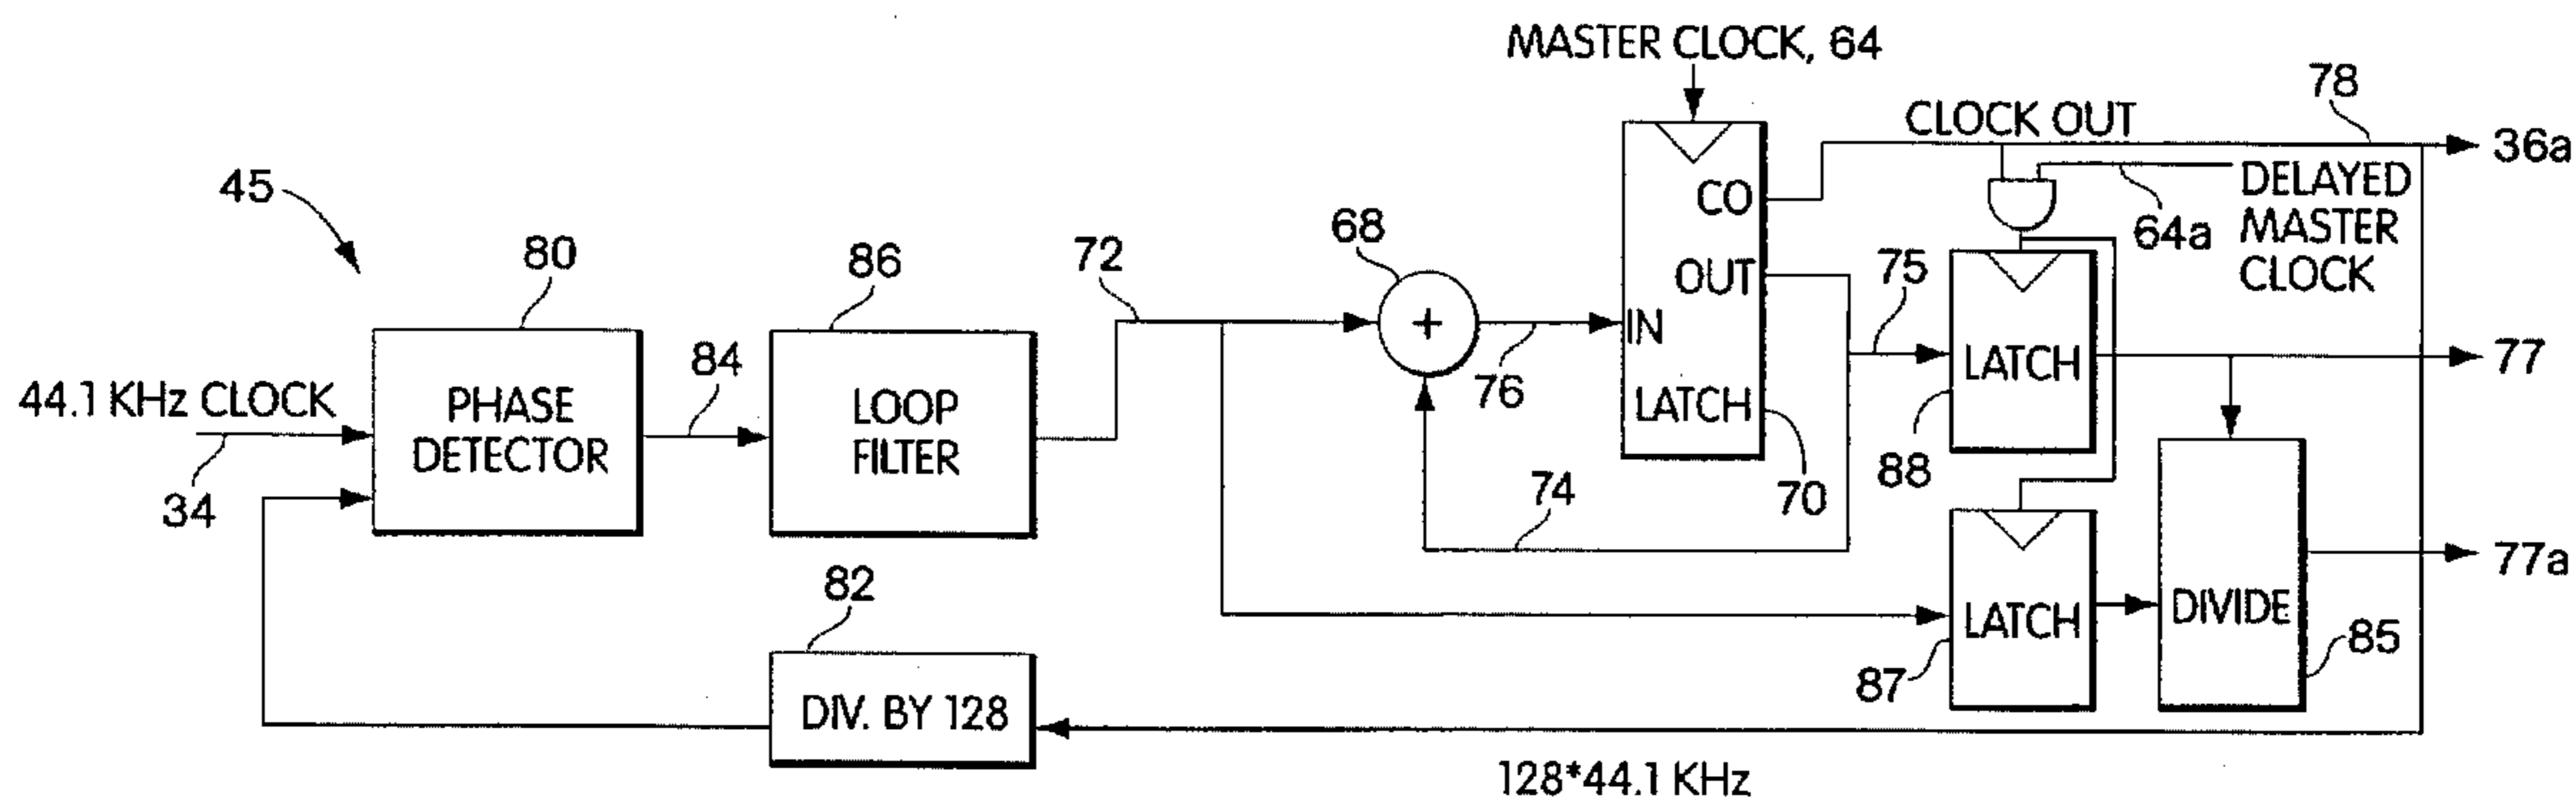 MASTER CLOCK, 64
78
CLOCK OUT
36a
45
CO
DELAYED
MASTER
CLOCK
64a
80
86
72
68
OUT
75
+
IN
76
LATCH
LATCH
77
44.1 KHz CLOCK
34
PHASE
DETECTOR
84
LOOP
FILTER
74
70
88
77a
82
DIV. BY 128
LATCH
87
DIVIDE
85
128*44.1 KHz